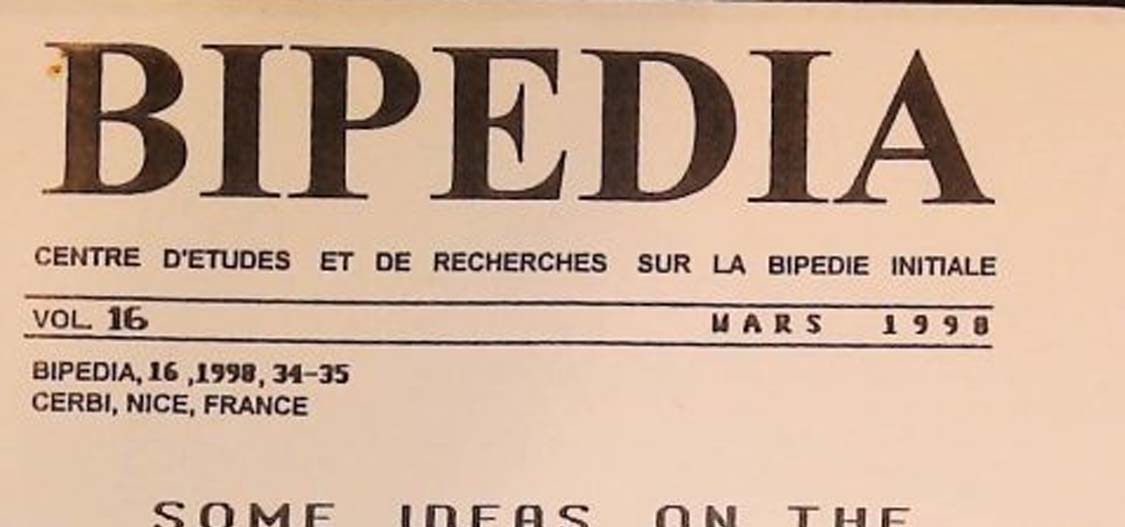 BIPEDIA
CENTRE D'ETUDES ET DE RECHERCHES SUR LA BIPEDIE INITIALE
VOL. 16 MARS 1998
BIPEDIA, 16 ,1998, 34-35
CERBI, NICE, FRANCE
SOME IDEAS ON THE